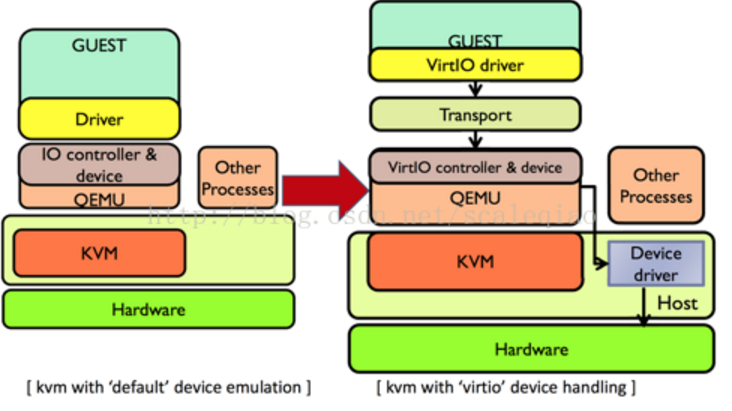 GUEST
Driver
IO controller &
device
QEMU
Other
Processes
KVM
Hardware
[ kvm with ‘default’ device emulation ]
GUEST
VirtIO driver
Transport
VirtIO controller & device
QEMU
Other
Processes
KVM
Device
driver
Host
Hardware
[ kvm with ‘virtio’ device handling ]
http://blog.csdn.net/scaleqiao